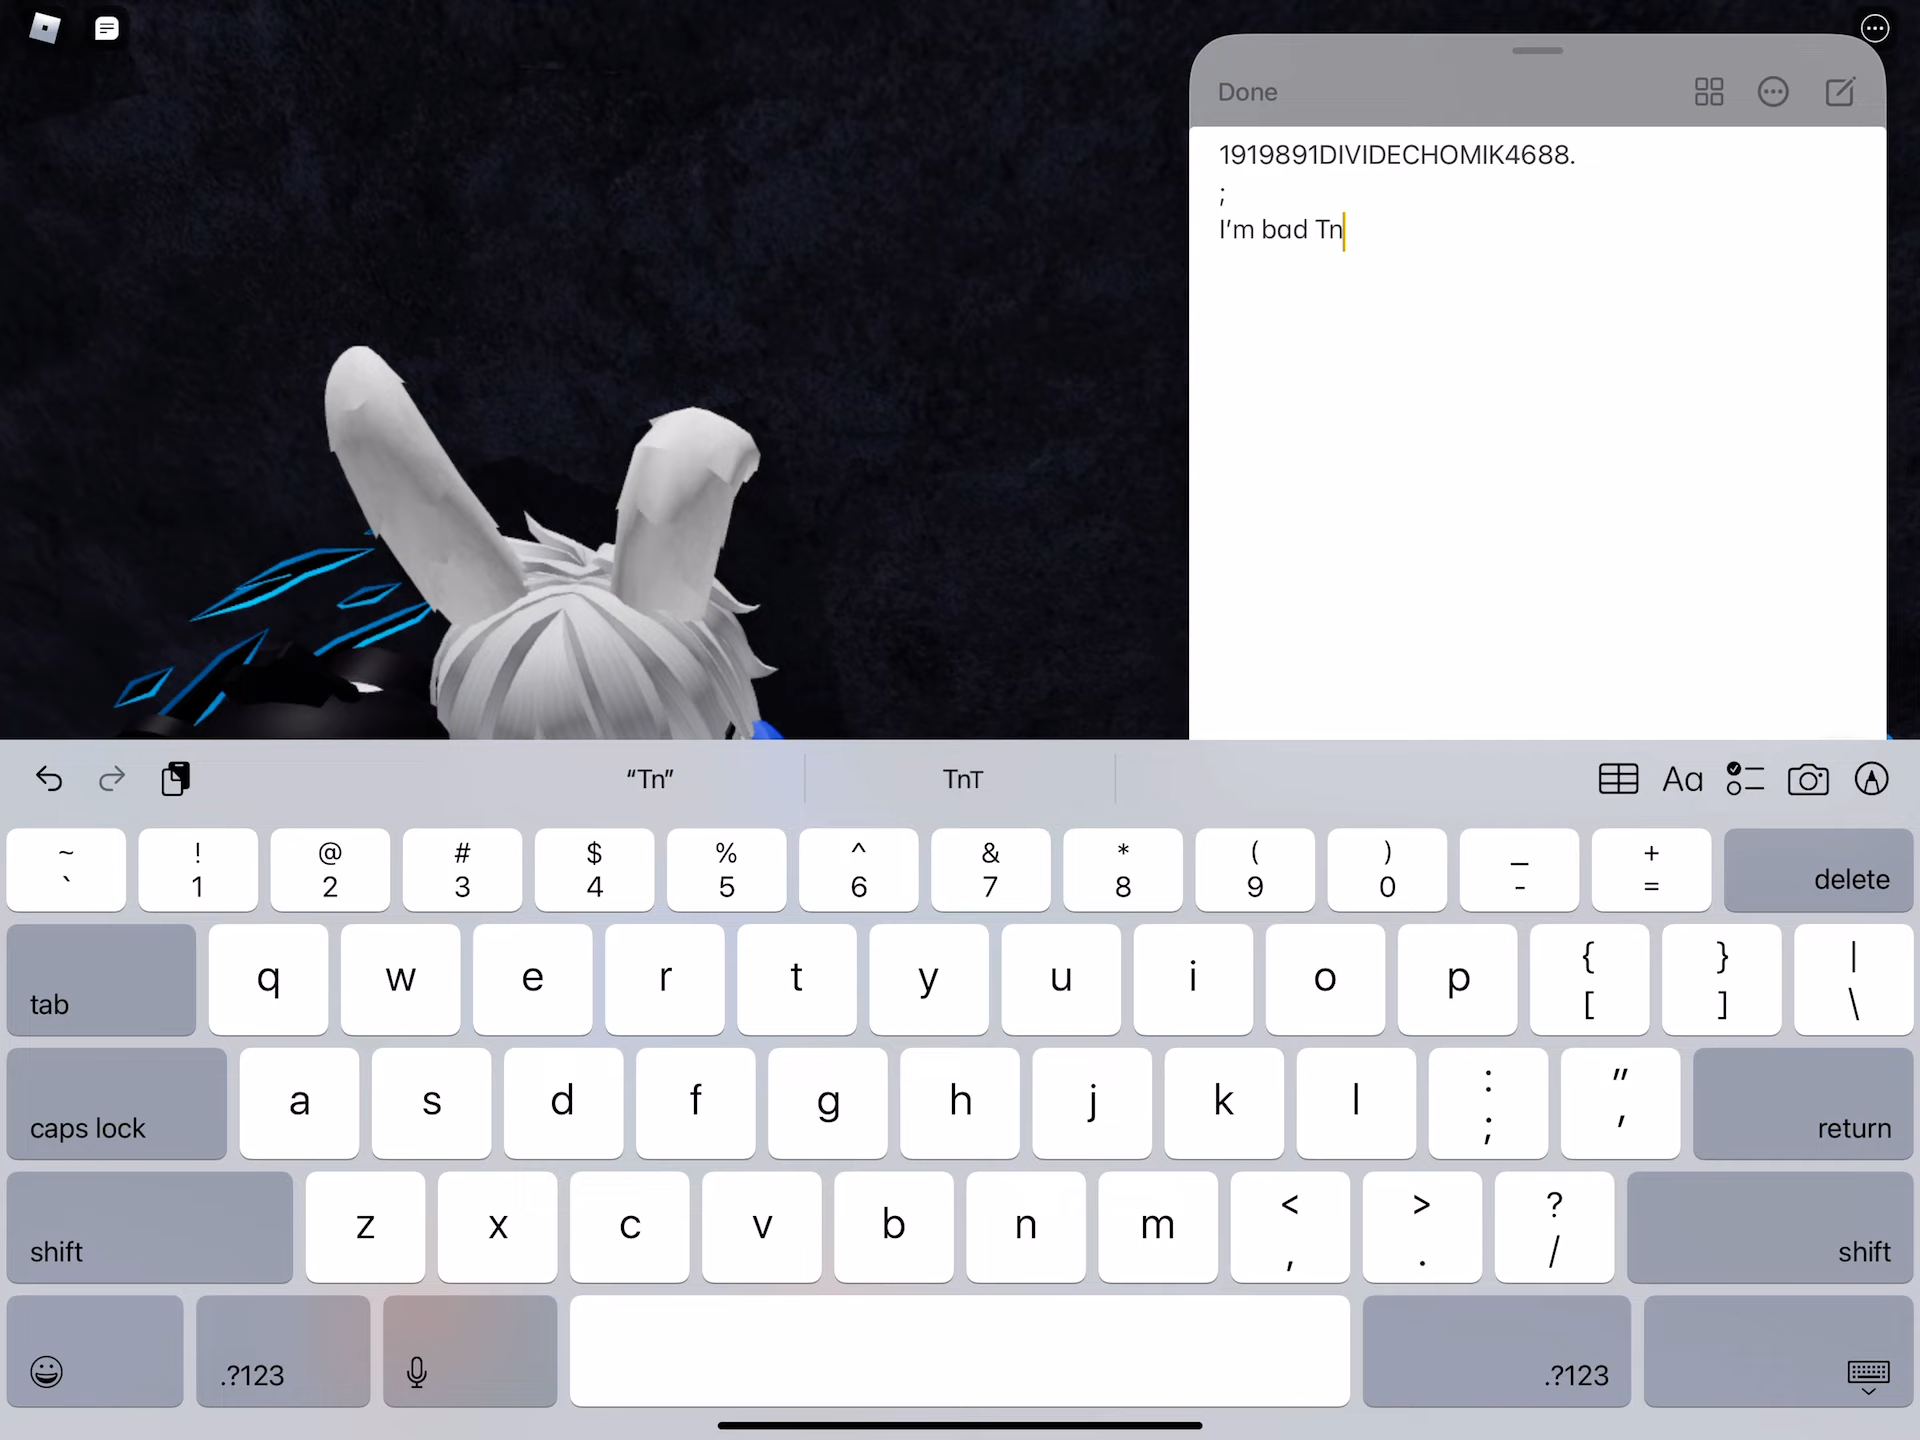 Done
1919891DIVIDECHOMIK4688.
;
I'm bad Tn
"Tn" TnT Aa
~ ! @ # $ % ^ & * ( ) _ +
` 1 2 3 4 5 6 7 8 9 0 - = delete
tab q w e r t y u i o p { [ } ] | \
caps lock a s d f g h j k l : ; " ' return
shift z x c v b n m < , > . ? / shift
.?123 .?123